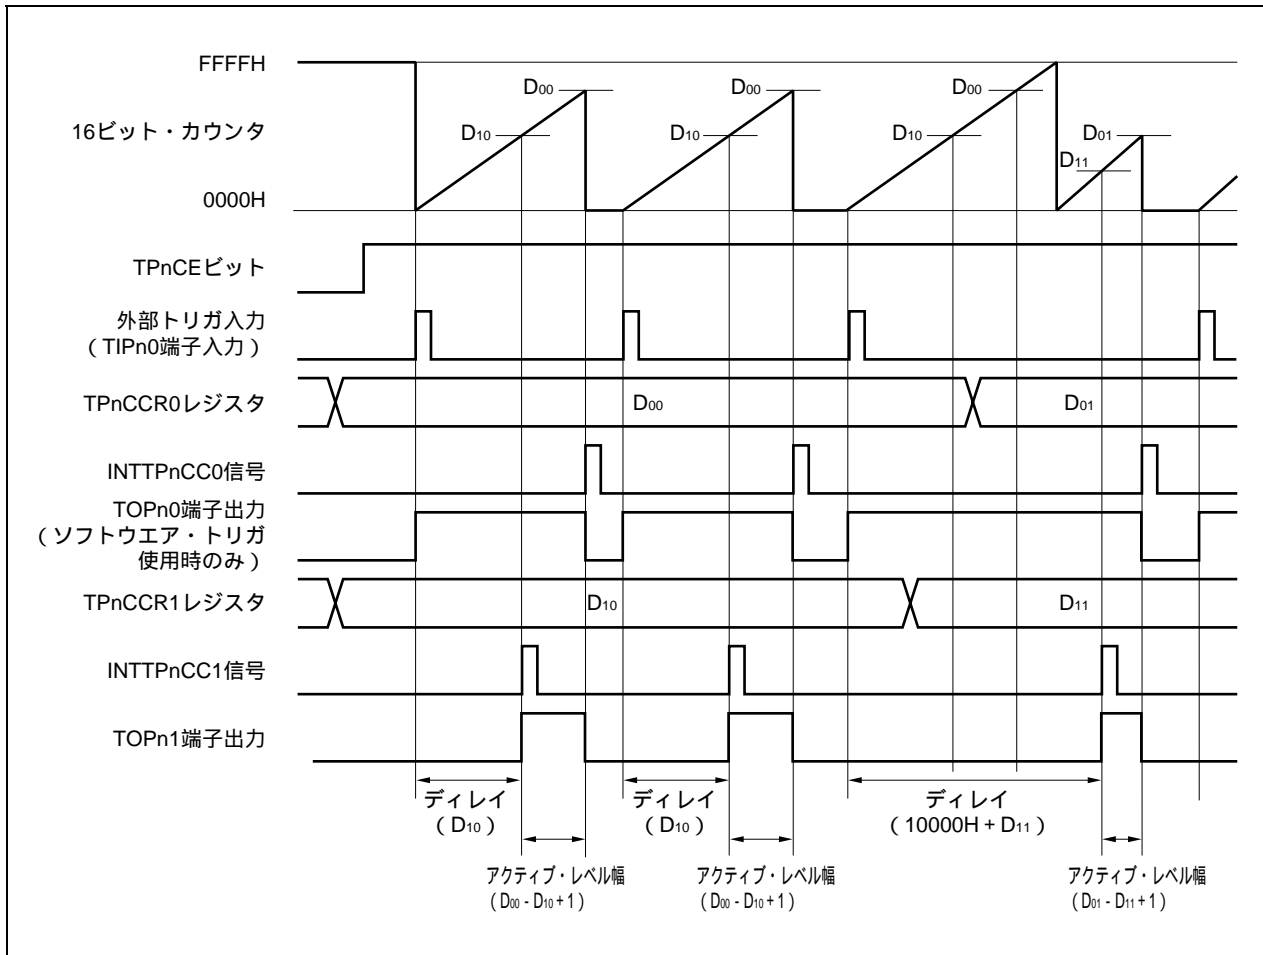 FFFFH
D00
D00
D00
16ビット・カウンタ
D10
D10
D10
D01
D11
0000H
TPnCEビット
外部トリガ入力
(TIPn0端子入力)
TPnCCR0レジスタ
D00
D01
INTTPnCC0信号
TOPn0端子出力
(ソフトウエア・トリガ
使用時のみ)
TPnCCR1レジスタ
D10
D11
INTTPnCC1信号
TOPn1端子出力
ディレイ
(D10)
ディレイ
(D10)
ディレイ
(10000H + D11)
アクティブ・レベル幅
(D00 - D10 + 1)
アクティブ・レベル幅
(D00 - D10 + 1)
アクティブ・レベル幅
(D01 - D11 + 1)